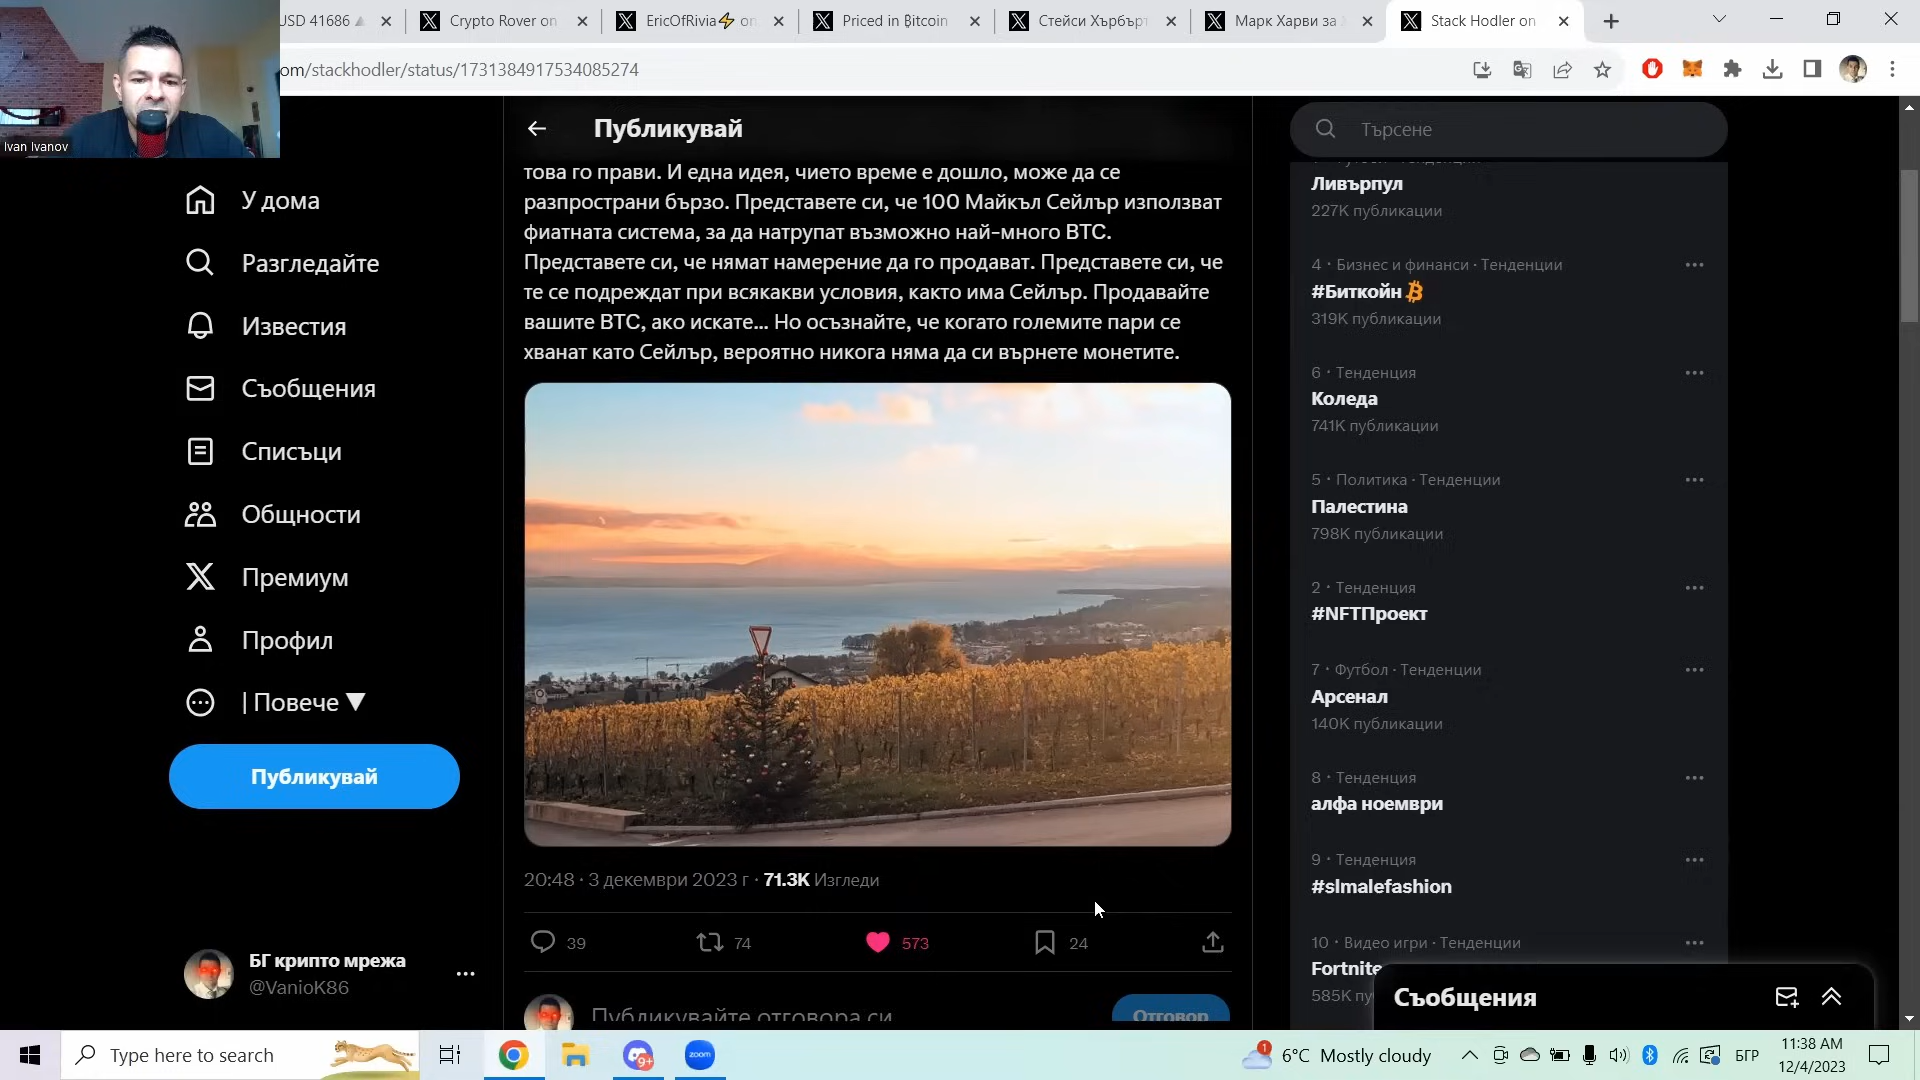 USD 41686
Crypto Rover on
EricOfRivia⚡ on
Priced in ₿itcoin
Стейси Хърбърт
Марк Харви за X
Stack Hodler on
om/stackhodler/status/1731384917534085274
Ivan Ivanov
У дома
Разгледайте
Известия
Съобщения
Списъци
Общности
Премиум
Профил
| Повече ▼
Публикувай
БГ крипто мрежа
@VanioK86
Публикувай
това го прави. И една идея, чието време е дошло, може да се
разпространи бързо. Представете си, че 100 Майкъл Сейлър използват
фиатната система, за да натрупат възможно най-много BTC.
Представете си, че нямат намерение да го продават. Представете си, че
те се подреждат при всякакви условия, както има Сейлър. Продавайте
вашите BTC, ако искате... Но осъзнайте, че когато големите пари се
хванат като Сейлър, вероятно никога няма да си върнете монетите.
20:48 · 3 декември 2023 г · 71.3K Изгледи
39 74 573 24
Публикувайте отговора си
Отговор
Търсене
Ливърпул
227K публикации
4 · Бизнес и финанси · Тенденции
#Биткойн
319K публикации
6 · Тенденция
Коледа
741K публикации
5 · Политика · Тенденции
Палестина
798K публикации
2 · Тенденция
#NFTПроект
7 · Футбол · Тенденции
Арсенал
140K публикации
8 · Тенденция
алфа ноември
9 · Тенденция
#slmalefashion
10 · Видео игри · Тенденции
Fortnite
585K пу
Съобщения
Type here to search
9+
zoom
1
6°C Mostly cloudy
БГР
11:38 AM
12/4/2023